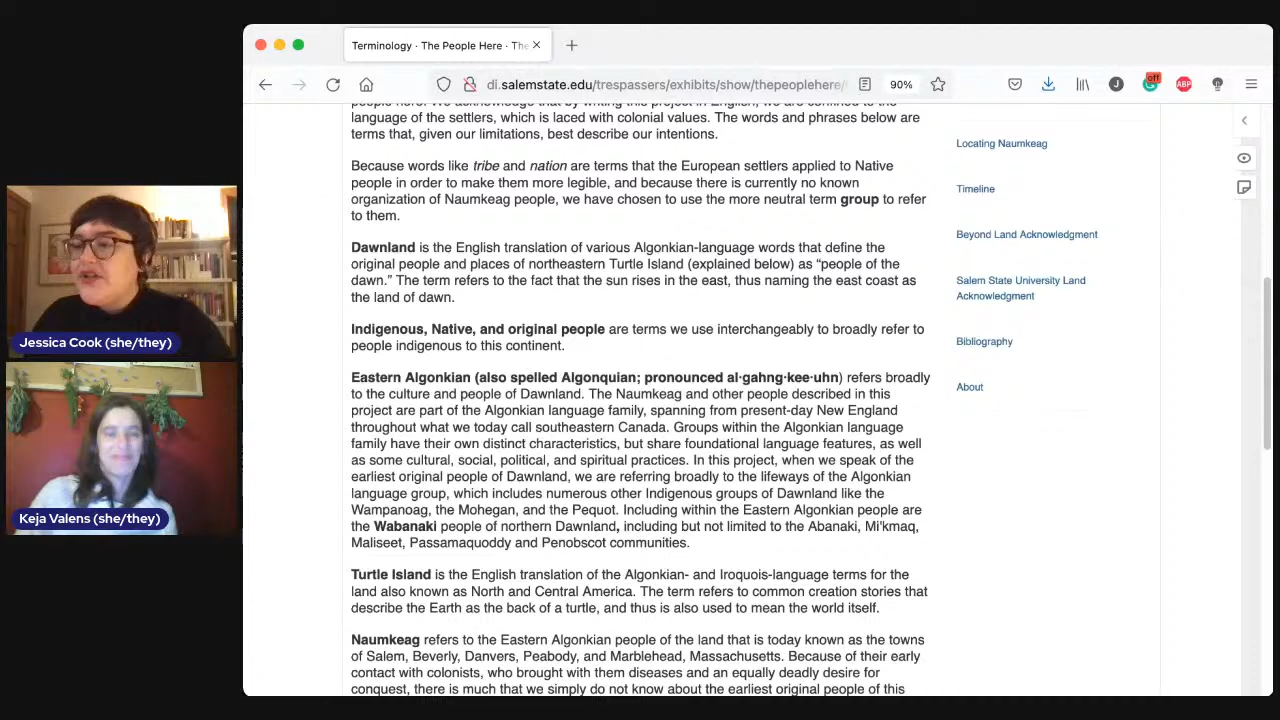 Terminology · The People Here · The
di.salemstate.edu/trespassers/exhibits/show/thepeoplehere/
90%
off
ABP
J
people here. We acknowledge that by writing this project in English, we are confined to the
language of the settlers, which is laced with colonial values. The words and phrases below are
terms that, given our limitations, best describe our intentions.
Because words like tribe and nation are terms that the European settlers applied to Native
people in order to make them more legible, and because there is currently no known
organization of Naumkeag people, we have chosen to use the more neutral term group to refer
to them.
Dawnland is the English translation of various Algonkian-language words that define the
original people and places of northeastern Turtle Island (explained below) as “people of the
dawn.” The term refers to the fact that the sun rises in the east, thus naming the east coast as
the land of dawn.
Indigenous, Native, and original people are terms we use interchangeably to broadly refer to
people indigenous to this continent.
Eastern Algonkian (also spelled Algonquian; pronounced al·gahng·kee·uhn) refers broadly
to the culture and people of Dawnland. The Naumkeag and other people described in this
project are part of the Algonkian language family, spanning from present-day New England
throughout what we today call southeastern Canada. Groups within the Algonkian language
family have their own distinct characteristics, but share foundational language features, as well
as some cultural, social, political, and spiritual practices. In this project, when we speak of the
earliest original people of Dawnland, we are referring broadly to the lifeways of the Algonkian
language group, which includes numerous other Indigenous groups of Dawnland like the
Wampanoag, the Mohegan, and the Pequot. Including within the Eastern Algonkian people are
the Wabanaki people of northern Dawnland, including but not limited to the Abanaki, Mi'kmaq,
Maliseet, Passamaquoddy and Penobscot communities.
Turtle Island is the English translation of the Algonkian- and Iroquois-language terms for the
land also known as North and Central America. The term refers to common creation stories that
describe the Earth as the back of a turtle, and thus is also used to mean the world itself.
Naumkeag refers to the Eastern Algonkian people of the land that is today known as the towns
of Salem, Beverly, Danvers, Peabody, and Marblehead, Massachusetts. Because of their early
contact with colonists, who brought with them diseases and an equally deadly desire for
conquest, there is much that we simply do not know about the earliest original people of this
Locating Naumkeag
Timeline
Beyond Land Acknowledgment
Salem State University Land
Acknowledgment
Bibliography
About
Jessica Cook (she/they)
Keja Valens (she/they)